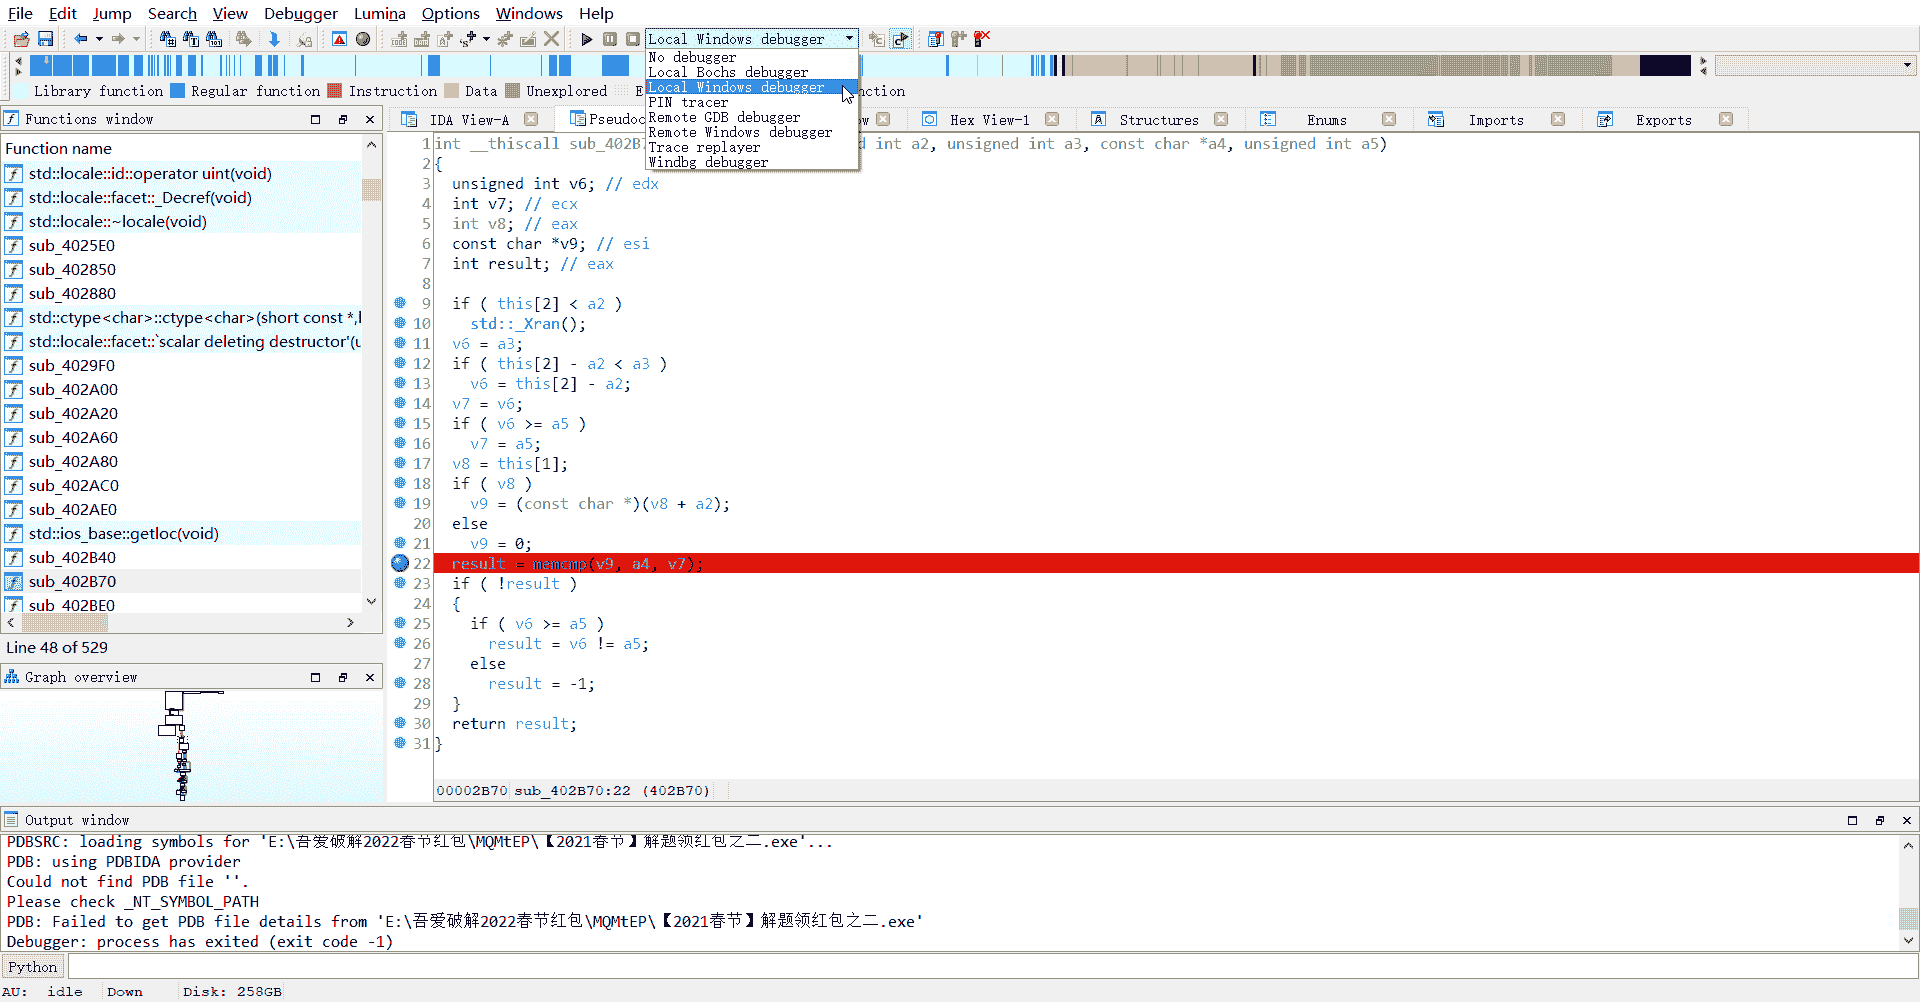 File Edit Jump Search View Debugger Lumina Options Windows Help
Local Windows debugger
No debugger
Local Bochs debugger
Local Windows debugger
PIN tracer
Remote GDB debugger
Remote Windows debugger
Trace replayer
Windbg debugger
Library function Regular function Instruction Data Unexplored
Functions window
Function name
std::locale::id::operator uint(void)
std::locale::facet::_Decref(void)
std::locale::~locale(void)
sub_4025E0
sub_402850
sub_402880
std::ctype<char>::ctype<char>(short const *,
std::locale::facet::`scalar deleting destructor'(u
sub_4029F0
sub_402A00
sub_402A20
sub_402A60
sub_402A80
sub_402AC0
sub_402AE0
std::ios_base::getloc(void)
sub_402B40
sub_402B70
sub_402BE0
Line 48 of 529
Graph overview
IDA View-A Pseudoc Hex View-1 Structures Enums Imports Exports
1 int __thiscall sub_402B7 d int a2, unsigned int a3, const char *a4, unsigned int a5)
2 {
3 unsigned int v6; // edx
4 int v7; // ecx
5 int v8; // eax
6 const char *v9; // esi
7 int result; // eax
8
9 if ( this[2] < a2 )
10 std::_Xran();
11 v6 = a3;
12 if ( this[2] - a2 < a3 )
13 v6 = this[2] - a2;
14 v7 = v6;
15 if ( v6 >= a5 )
16 v7 = a5;
17 v8 = this[1];
18 if ( v8 )
19 v9 = (const char *)(v8 + a2);
20 else
21 v9 = 0;
22 result = memcmp(v9, a4, v7);
23 if ( !result )
24 {
25 if ( v6 >= a5 )
26 result = v6 != a5;
27 else
28 result = -1;
29 }
30 return result;
31 }
00002B70 sub_402B70:22 (402B70)
Output window
PDBSRC: loading symbols for 'E:\吾爱破解2022春节红包\MQMtEP\【2021春节】解题领红包之二.exe'...
PDB: using PDBIDA provider
Could not find PDB file ''.
Please check _NT_SYMBOL_PATH
PDB: Failed to get PDB file details from 'E:\吾爱破解2022春节红包\MQMtEP\【2021春节】解题领红包之二.exe'
Debugger: process has exited (exit code -1)
Python
AU: idle Down Disk: 258GB